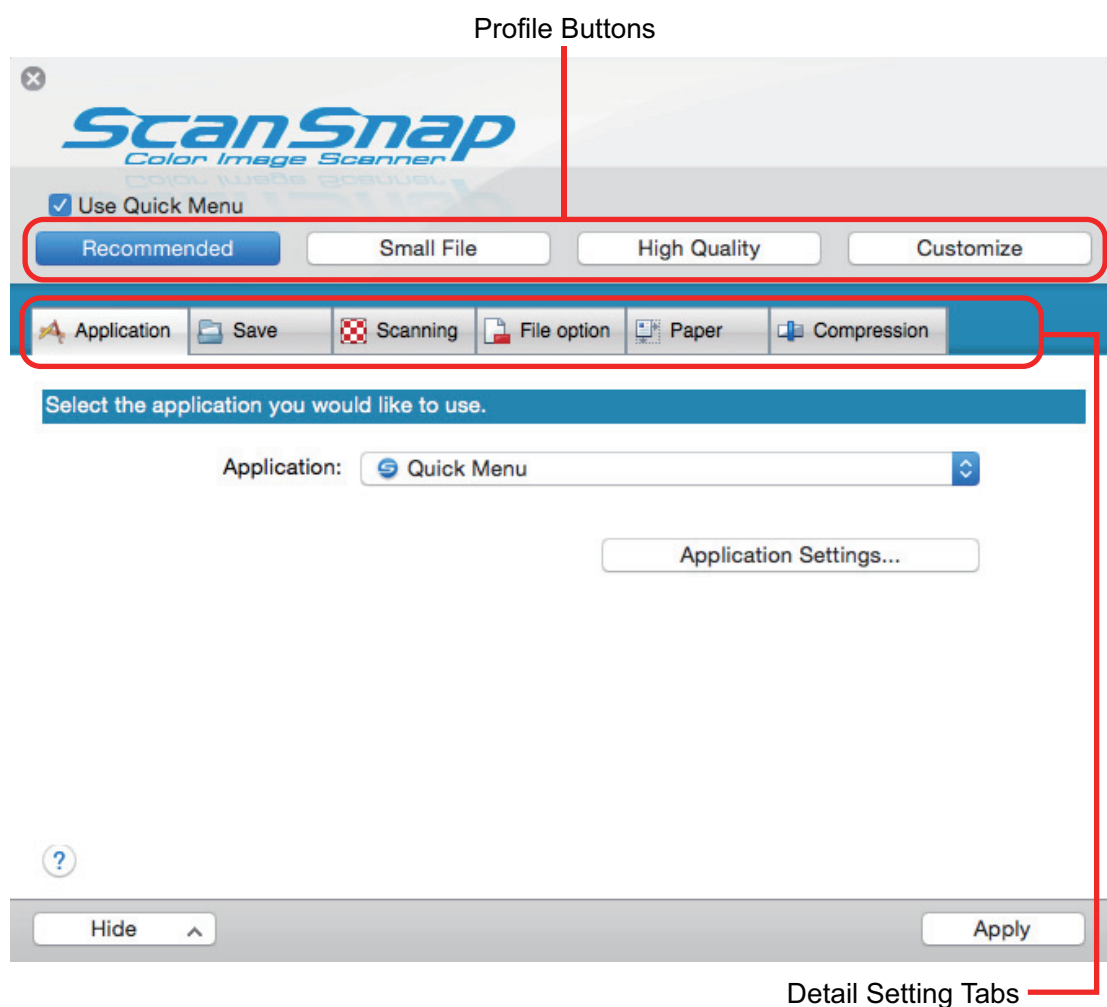 Profile Buttons
ScanSnap
Color Image Scanner
Use Quick Menu
Recommended Small File High Quality Customize
Application Save Scanning File option Paper Compression
Select the application you would like to use.
Application: Quick Menu
Application Settings...
?
Hide
Apply
Detail Setting Tabs